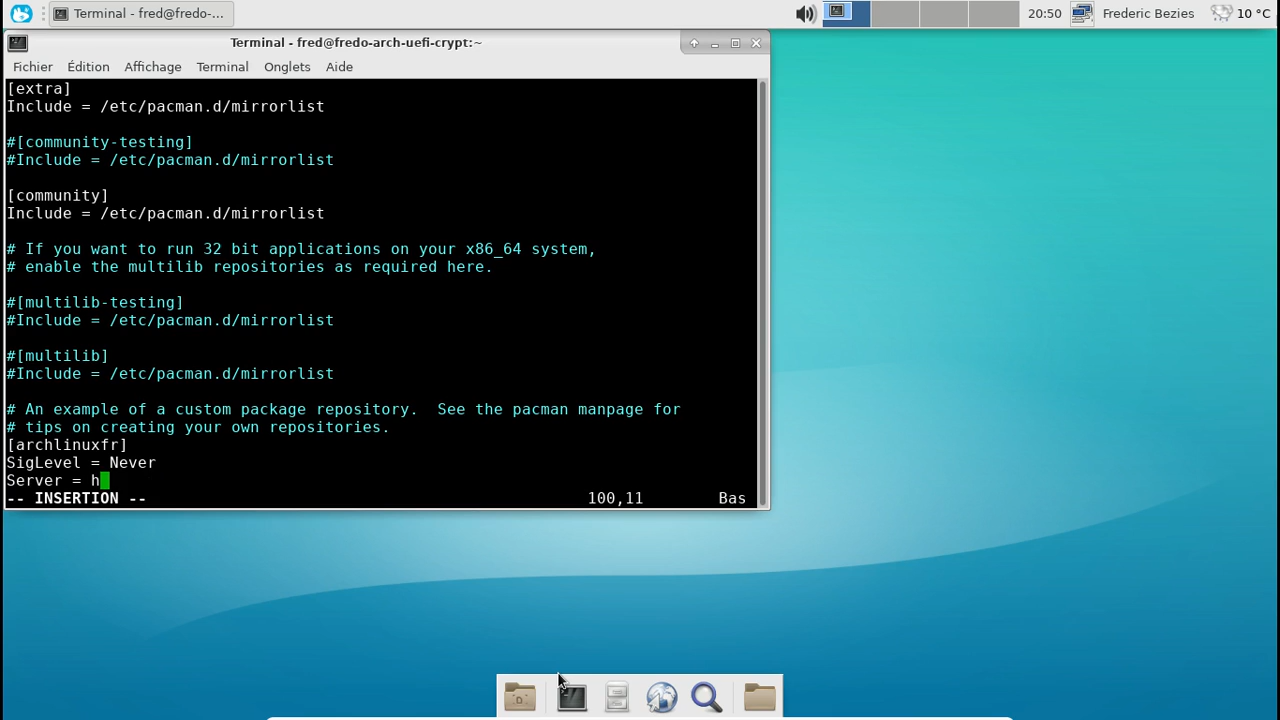 Terminal - fred@fredo-...
20:50
Frederic Bezies
10 °C
Terminal - fred@fredo-arch-uefi-crypt:~
Fichier Édition Affichage Terminal Onglets Aide
[extra]
Include = /etc/pacman.d/mirrorlist
#[community-testing]
#Include = /etc/pacman.d/mirrorlist
[community]
Include = /etc/pacman.d/mirrorlist
# If you want to run 32 bit applications on your x86_64 system,
# enable the multilib repositories as required here.
#[multilib-testing]
#Include = /etc/pacman.d/mirrorlist
#[multilib]
#Include = /etc/pacman.d/mirrorlist
# An example of a custom package repository.  See the pacman manpage for
# tips on creating your own repositories.
[archlinuxfr]
SigLevel = Never
Server = h
-- INSERTION -- 100,11 Bas